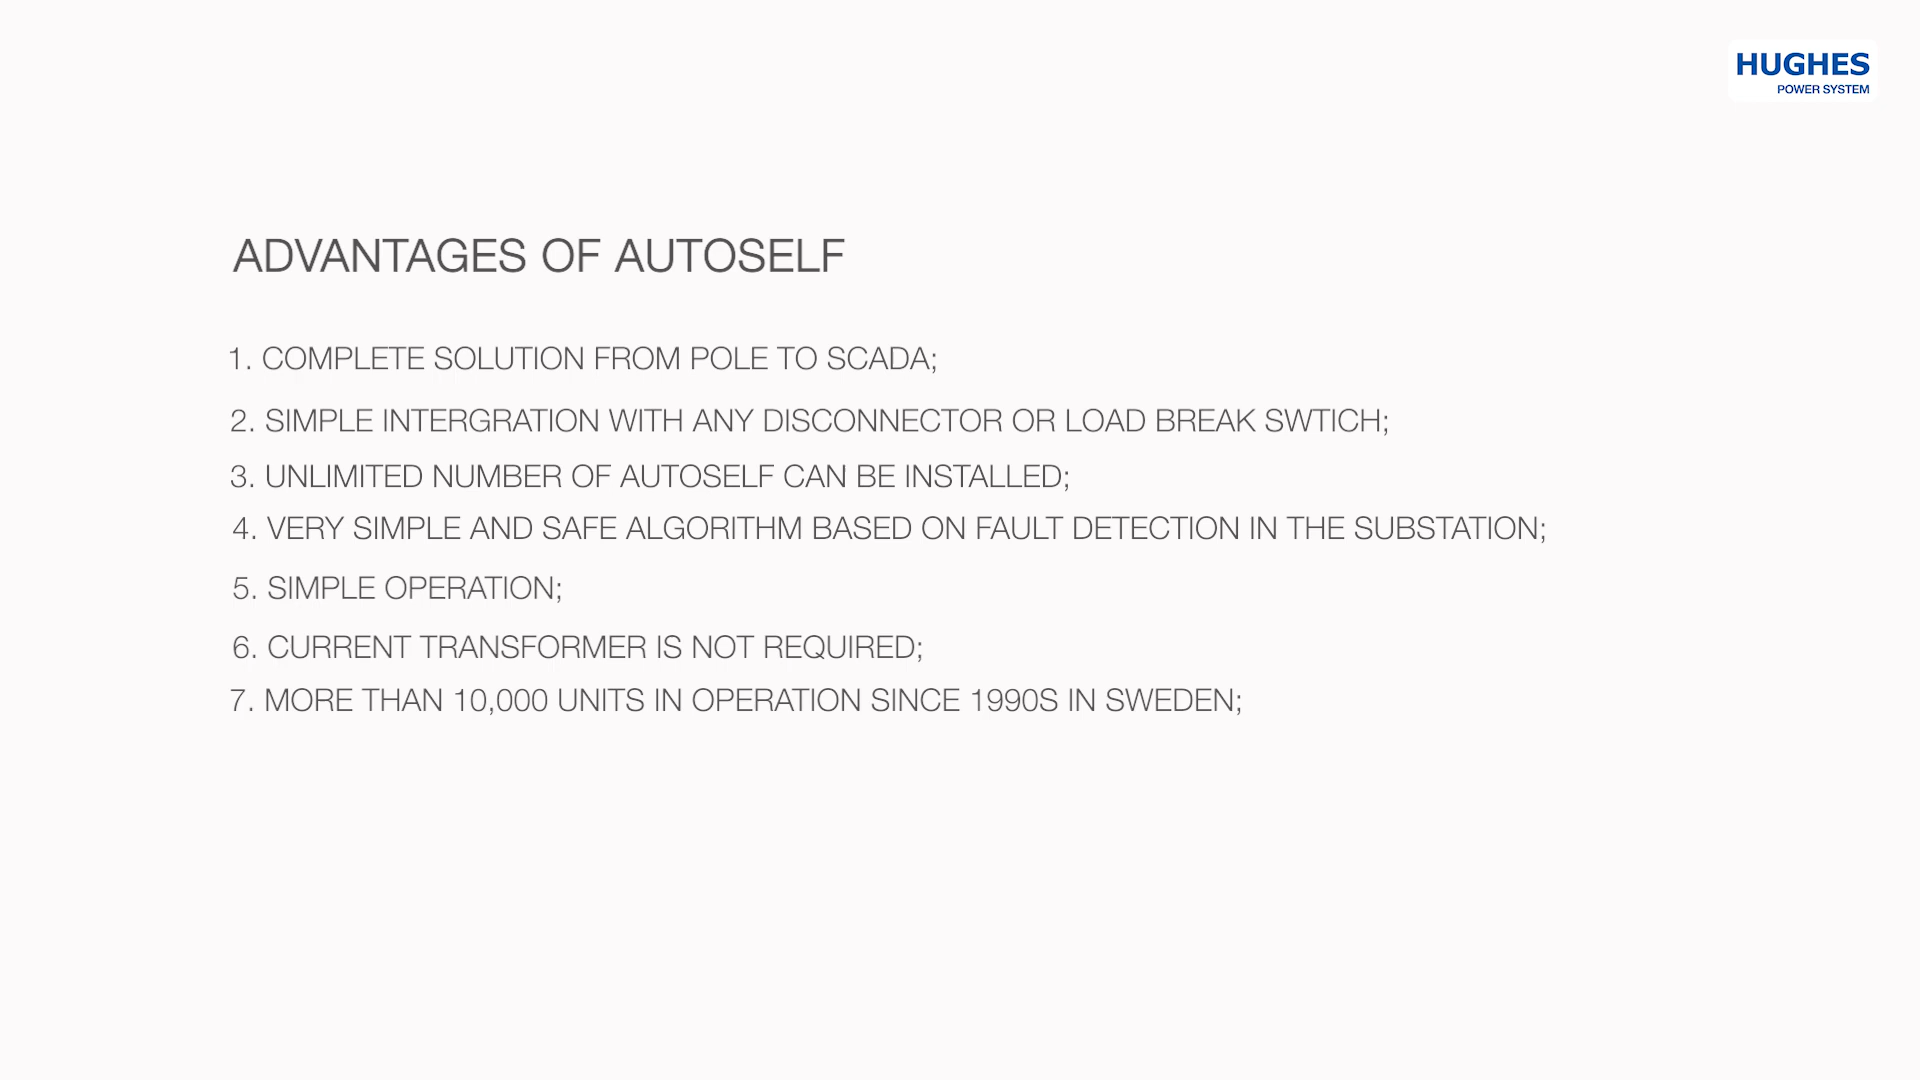 HUGHES
POWER SYSTEM
ADVANTAGES OF AUTOSELF
1. COMPLETE SOLUTION FROM POLE TO SCADA;
2. SIMPLE INTERGRATION WITH ANY DISCONNECTOR OR LOAD BREAK SWTICH;
3. UNLIMITED NUMBER OF AUTOSELF CAN BE INSTALLED;
4. VERY SIMPLE AND SAFE ALGORITHM BASED ON FAULT DETECTION IN THE SUBSTATION;
5. SIMPLE OPERATION;
6. CURRENT TRANSFORMER IS NOT REQUIRED;
7. MORE THAN 10,000 UNITS IN OPERATION SINCE 1990S IN SWEDEN;